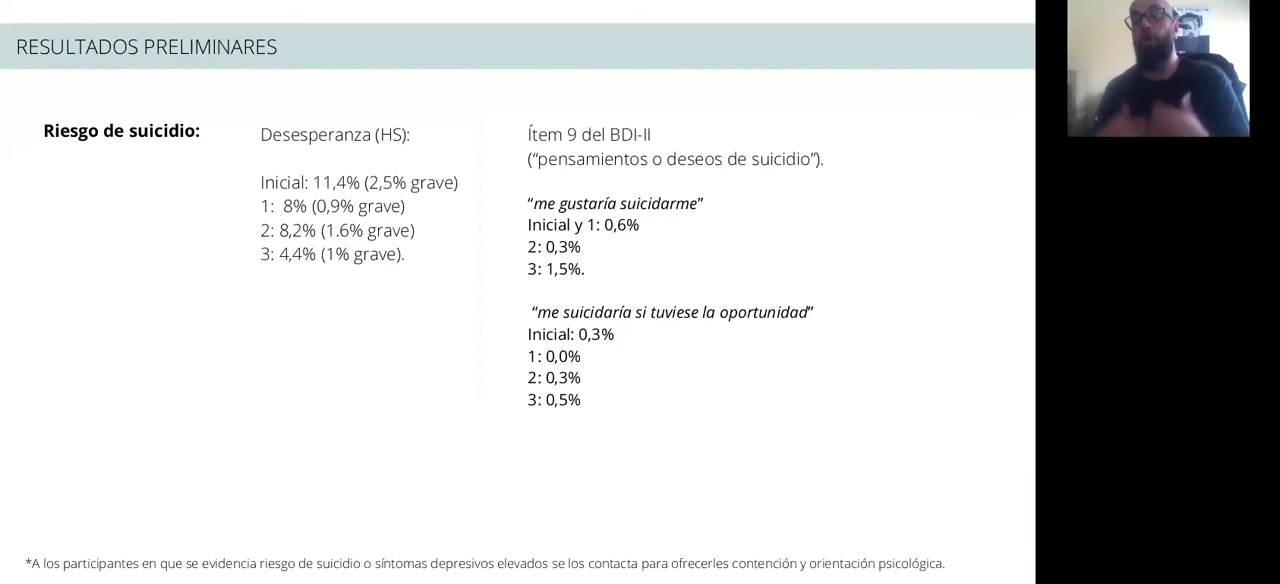 RESULTADOS PRELIMINARES
Riesgo de suicidio:
Desesperanza (HS):
Inicial: 11,4% (2,5% grave)
1:  8% (0,9% grave)
2: 8,2% (1.6% grave)
3: 4,4% (1% grave).
Ítem 9 del BDI-II
(“pensamientos o deseos de suicidio”).
“me gustaría suicidarme”
Inicial y 1: 0,6%
2: 0,3%
3: 1,5%.
“me suicidaría si tuviese la oportunidad”
Inicial: 0,3%
1: 0,0%
2: 0,3%
3: 0,5%
*A los participantes en que se evidencia riesgo de suicidio o síntomas depresivos elevados se los contacta para ofrecerles contención y orientación psicológica.